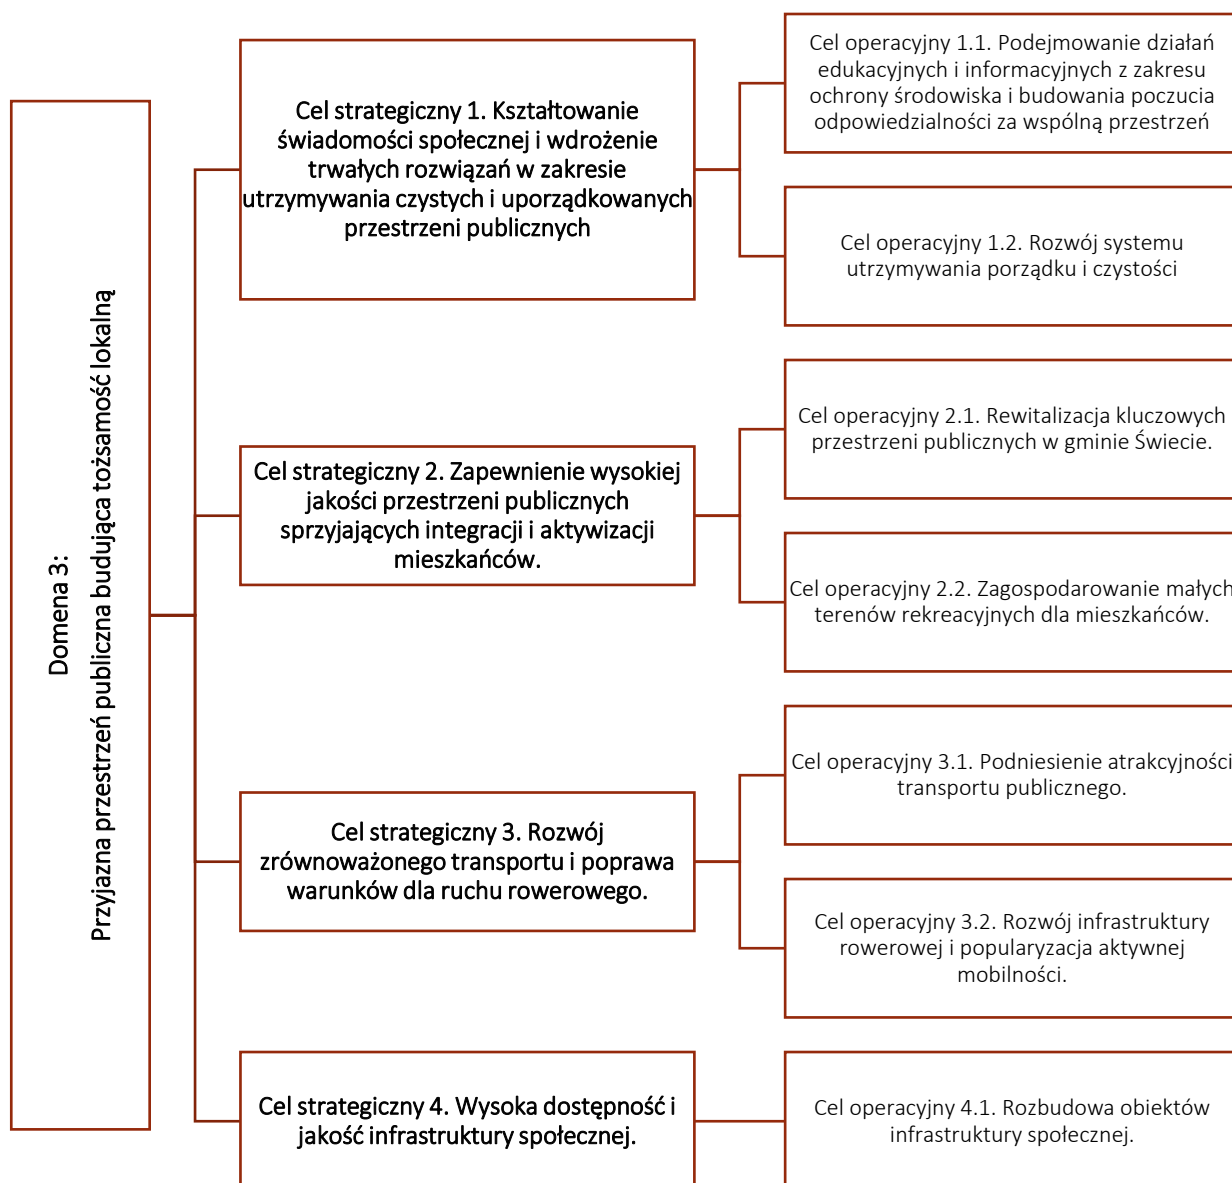 Domena 3:
Przyjazna przestrzeń publiczna budująca tożsamość lokalną
Cel strategiczny 1. Kształtowanie
świadomości społecznej i wdrożenie
trwałych rozwiązań w zakresie
utrzymywania czystych i uporządkowanych
przestrzeni publicznych
Cel operacyjny 1.1. Podejmowanie działań
edukacyjnych i informacyjnych z zakresu
ochrony środowiska i budowania poczucia
odpowiedzialności za wspólną przestrzeń
Cel operacyjny 1.2. Rozwój systemu
utrzymywania porządku i czystości
Cel strategiczny 2. Zapewnienie wysokiej
jakości przestrzeni publicznych
sprzyjających integracji i aktywizacji
mieszkańców.
Cel operacyjny 2.1. Rewitalizacja kluczowych
przestrzeni publicznych w gminie Świecie.
Cel operacyjny 2.2. Zagospodarowanie małych
terenów rekreacyjnych dla mieszkańców.
Cel strategiczny 3. Rozwój
zrównoważonego transportu i poprawa
warunków dla ruchu rowerowego.
Cel operacyjny 3.1. Podniesienie atrakcyjności
transportu publicznego.
Cel operacyjny 3.2. Rozwój infrastruktury
rowerowej i popularyzacja aktywnej
mobilności.
Cel strategiczny 4. Wysoka dostępność i
jakość infrastruktury społecznej.
Cel operacyjny 4.1. Rozbudowa obiektów
infrastruktury społecznej.